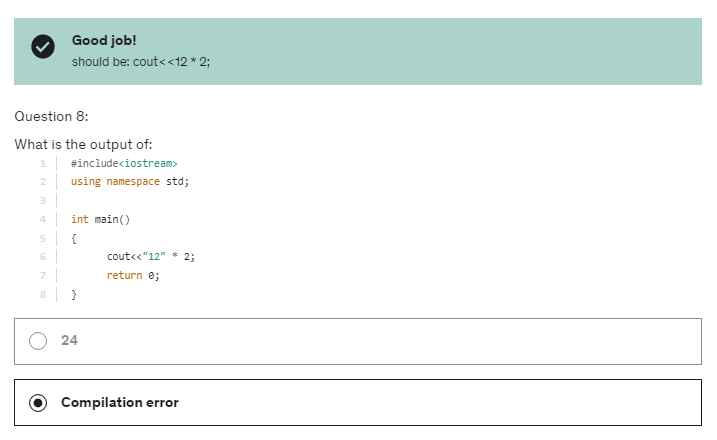 Good job!
should be: cout<<12 * 2;
Question 8:
What is the output of:
1 #include<iostream>
2 using namespace std;
3
4 int main()
5 {
6 cout<<"12" * 2;
7 return 0;
8 }
24
Compilation error